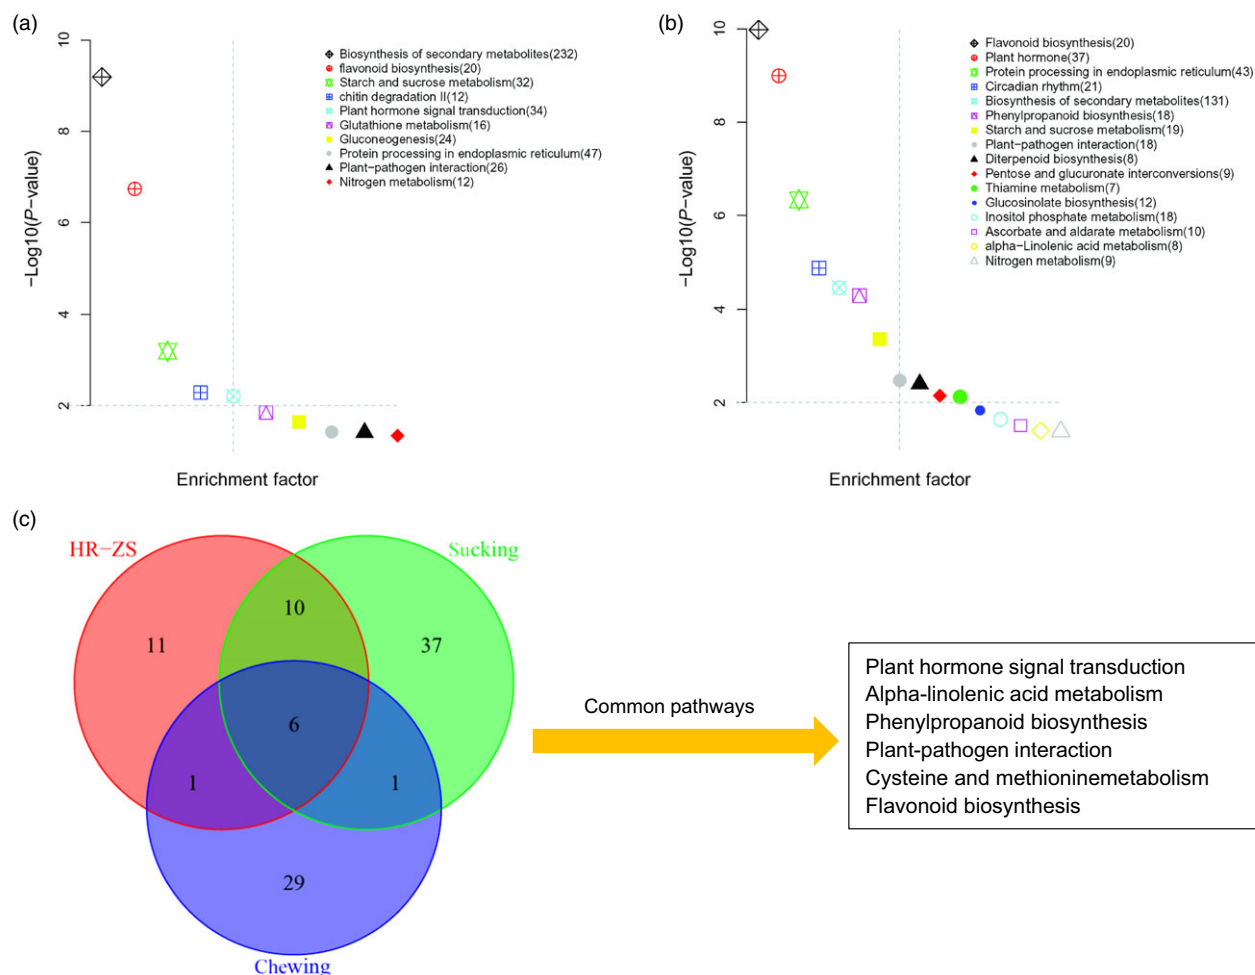 (a)
10
8
6
4
2
−Log10(P−value)
Enrichment factor
Biosynthesis of secondary metabolites(232)
flavonoid biosynthesis(20)
Starch and sucrose metabolism(32)
chitin degradation II(12)
Plant hormone signal transduction(34)
Glutathione metabolism(16)
Gluconeogenesis(24)
Protein processing in endoplasmic reticulum(47)
Plant−pathogen interaction(26)
Nitrogen metabolism(12)
(b)
10
8
6
4
2
−Log10(P−value)
Enrichment factor
Flavonoid biosynthesis(20)
Plant hormone(37)
Protein processing in endoplasmic reticulum(43)
Circadian rhythm(21)
Biosynthesis of secondary metabolites(131)
Phenylpropanoid biosynthesis(18)
Starch and sucrose metabolism(19)
Plant−pathogen interaction(18)
Diterpenoid biosynthesis(8)
Pentose and glucuronate interconversions(9)
Thiamine metabolism(7)
Glucosinolate biosynthesis(12)
Inositol phosphate metabolism(18)
Ascorbate and aldarate metabolism(10)
alpha−Linolenic acid metabolism(8)
Nitrogen metabolism(9)
(c)
HR−ZS
Sucking
10
11
37
6
1
1
29
Chewing
Common pathways
Plant hormone signal transduction
Alpha-linolenic acid metabolism
Phenylpropanoid biosynthesis
Plant-pathogen interaction
Cysteine and methioninemetabolism
Flavonoid biosynthesis